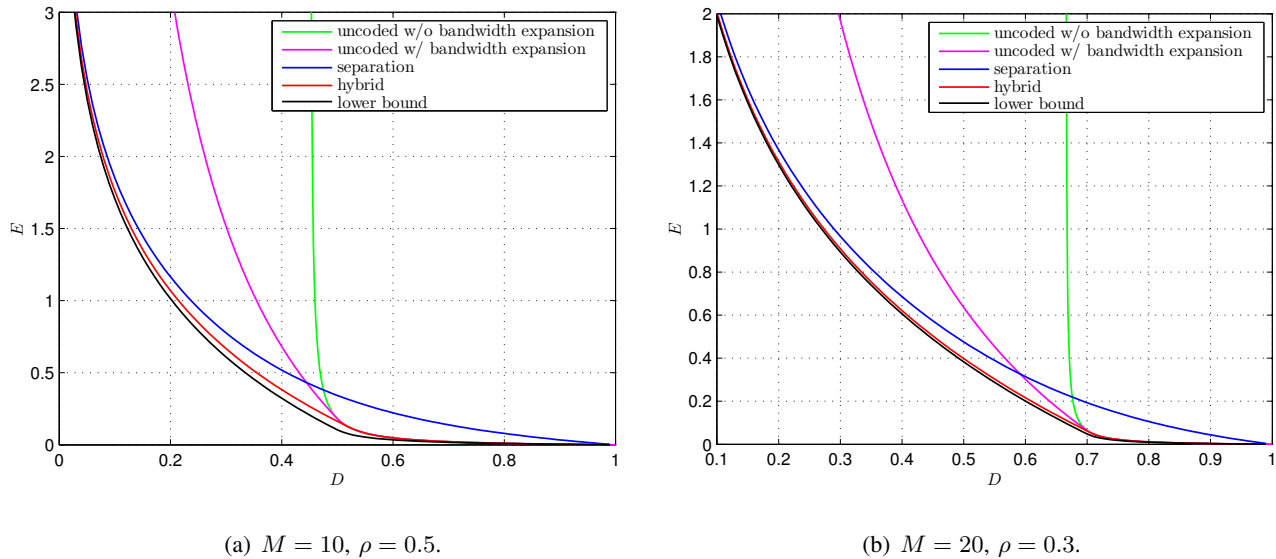 3
2.5
2
1.5
1
0.5
0
E
0
0.2
0.4
0.6
0.8
1
D
uncoded w/o bandwidth expansion
uncoded w/ bandwidth expansion
separation
hybrid
lower bound
(a) M = 10, ρ = 0.5.
2
1.8
1.6
1.4
1.2
1
0.8
0.6
0.4
0.2
0
E
0.1
0.2
0.3
0.4
0.5
0.6
0.7
0.8
0.9
1
D
uncoded w/o bandwidth expansion
uncoded w/ bandwidth expansion
separation
hybrid
lower bound
(b) M = 20, ρ = 0.3.